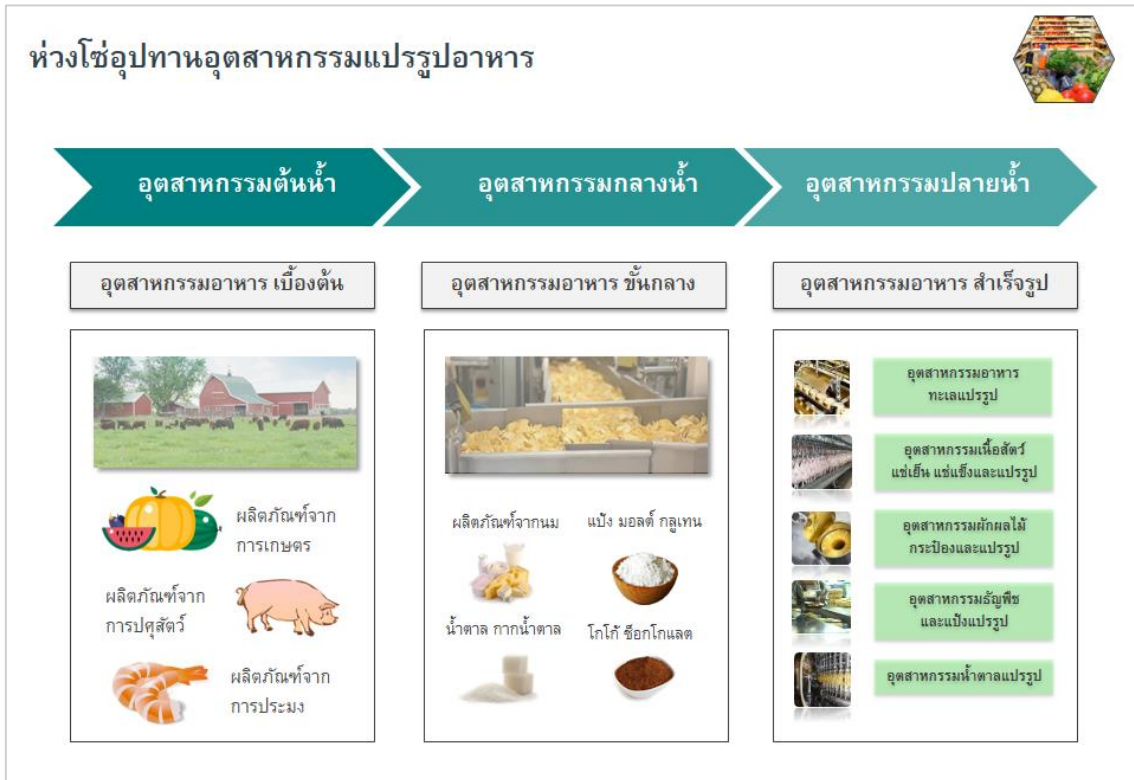 ห่วงโซ่อุปทานอุตสาหกรรมแปรรูปอาหาร
อุตสาหกรรมต้นน้ำ
อุตสาหกรรมกลางน้ำ
อุตสาหกรรมปลายน้ำ
อุตสาหกรรมอาหาร เบื้องต้น
อุตสาหกรรมอาหาร ขั้นกลาง
อุตสาหกรรมอาหาร สำเร็จรูป
ผลิตภัณฑ์จาก
การเกษตร
ผลิตภัณฑ์จาก
การปศุสัตว์
ผลิตภัณฑ์จาก
การประมง
ผลิตภัณฑ์จากนม
แป้ง มอลต์ กลูเทน
น้ำตาล กากน้ำตาล
โกโก้ ช็อกโกแลต
อุตสาหกรรมอาหาร
ทะเลแปรรูป
อุตสาหกรรมเนื้อสัตว์
แช่เย็น แช่แข็งและแปรรูป
อุตสาหกรรมผักผลไม้
กระป๋องและแปรรูป
อุตสาหกรรมธัญพืช
และแป้งแปรรูป
อุตสาหกรรมน้ำตาลแปรรูป